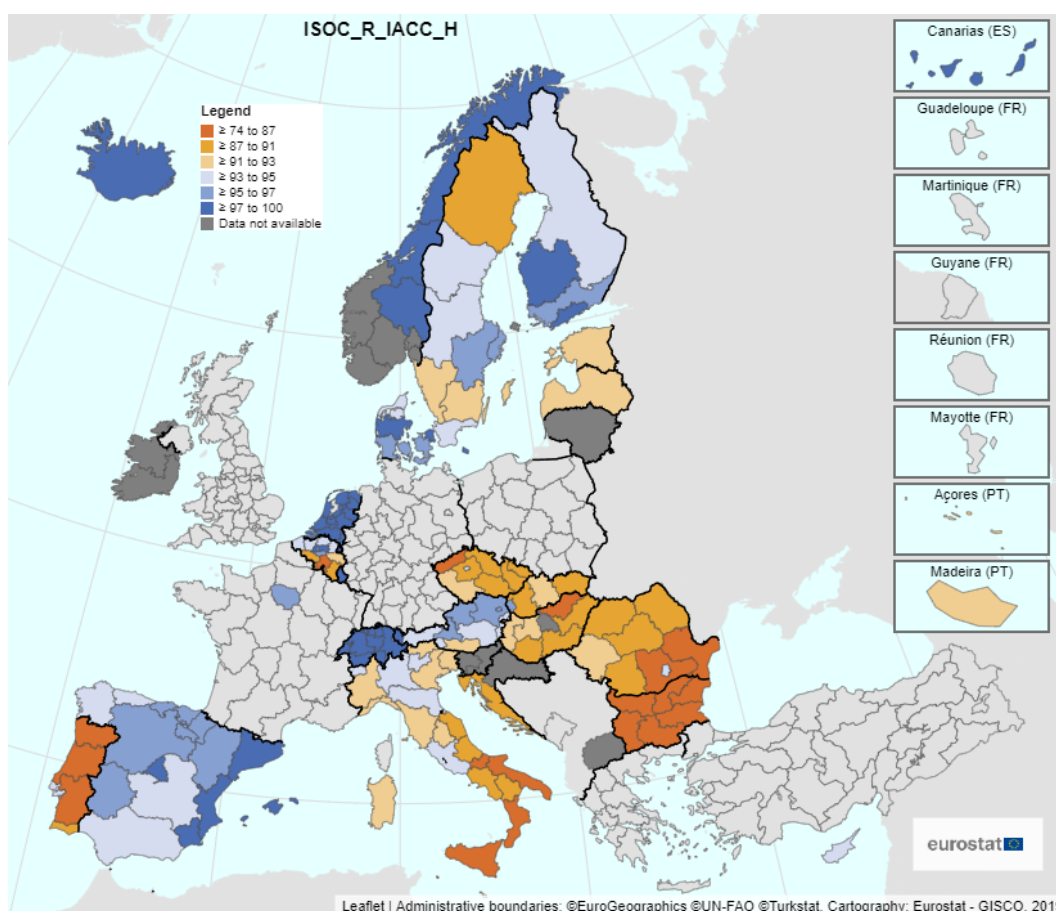 ISOC_R_IACC_H
Legend
≥ 74 to 87
≥ 87 to 91
≥ 91 to 93
≥ 93 to 95
≥ 95 to 97
≥ 97 to 100
Data not available
Canarias (ES)
Guadeloupe (FR)
Martinique (FR)
Guyane (FR)
Réunion (FR)
Mayotte (FR)
Açores (PT)
Madeira (PT)
eurostat
Leaflet | Administrative boundaries: ©EuroGeographics ©UN-FAO ©Turkstat, Cartography: Eurostat - GISCO,